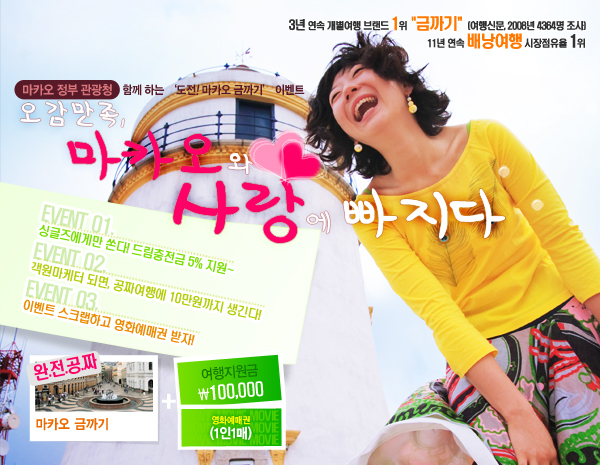 3년 연속 개별여행 브랜드 1위 "금까기" (여행신문, 2008년 4364명 조사)
11년 연속 배낭여행 시장점유율 1위
마카오 정부 관광청 함께 하는 '도전! 마카오 금까기' 이벤트
오감만족,
마카오와
사랑에 빠지다
EVENT 01.
싱글즈에게만 쏜다! 드림충전금 5% 지원~
EVENT 02.
객원마케터 되면, 공짜여행에 10만원까지 생긴다!
EVENT 03.
이벤트 스크랩하고 영화예매권 받자!
완.전.공.짜
마카오 금까기
+
여행지원금
₩100,000
영화예매권
(1인1매)
MOVIE